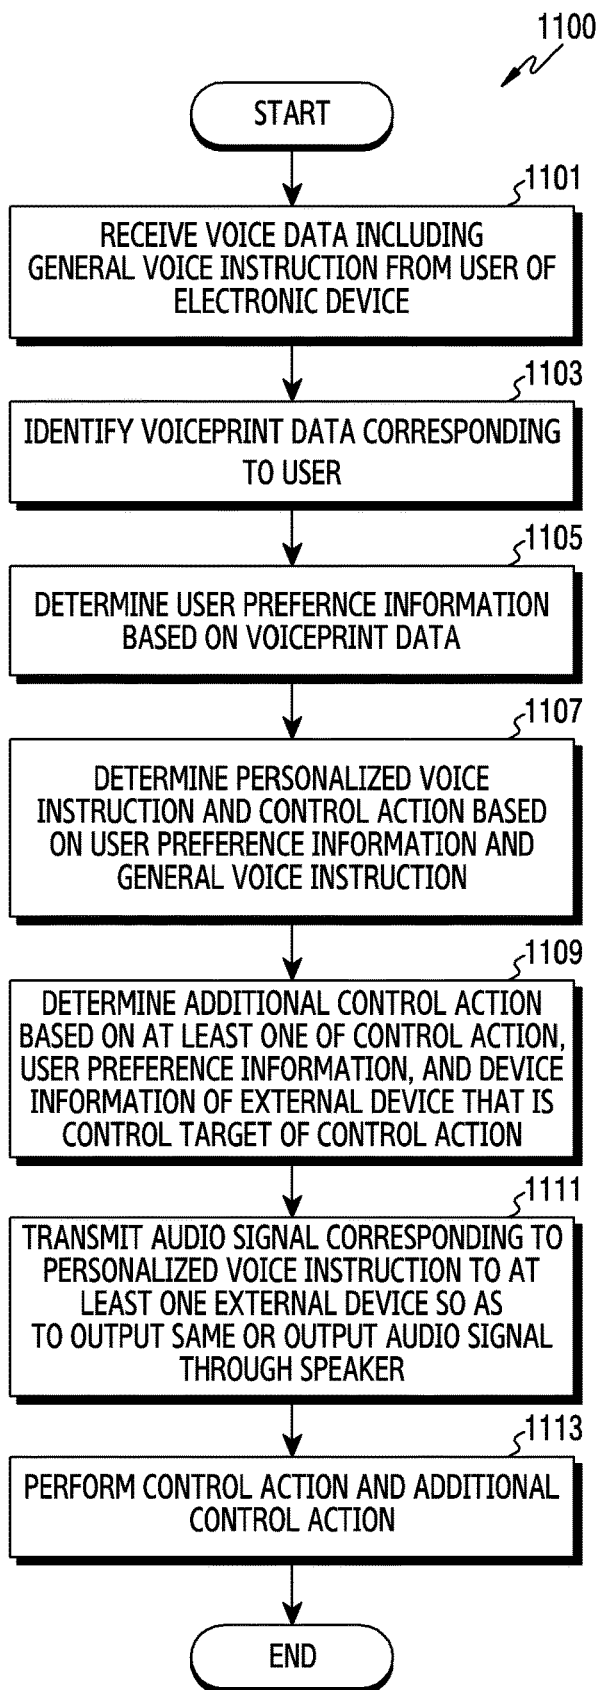 1100
START
1101
RECEIVE VOICE DATA INCLUDING
GENERAL VOICE INSTRUCTION FROM USER OF
ELECTRONIC DEVICE
1103
IDENTIFY VOICEPRINT DATA CORRESPONDING
TO USER
1105
DETERMINE USER PREFERNCE INFORMATION
BASED ON VOICEPRINT DATA
1107
DETERMINE PERSONALIZED VOICE
INSTRUCTION AND CONTROL ACTION BASED
ON USER PREFERENCE INFORMATION AND
GENERAL VOICE INSTRUCTION
1109
DETERMINE ADDITIONAL CONTROL ACTION
BASED ON AT LEAST ONE OF CONTROL ACTION,
USER PREFERENCE INFORMATION, AND DEVICE
INFORMATION OF EXTERNAL DEVICE THAT IS
CONTROL TARGET OF CONTROL ACTION
1111
TRANSMIT AUDIO SIGNAL CORRESPONDING TO
PERSONALIZED VOICE INSTRUCTION TO AT
LEAST ONE EXTERNAL DEVICE SO AS
TO OUTPUT SAME OR OUTPUT AUDIO SIGNAL
THROUGH SPEAKER
1113
PERFORM CONTROL ACTION AND ADDITIONAL
CONTROL ACTION
END